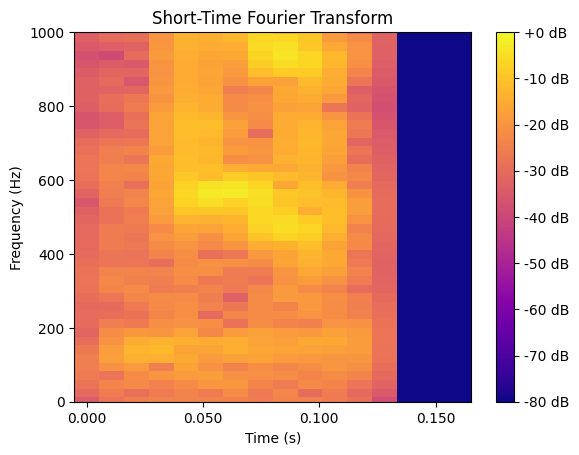 Short-Time Fourier Transform
1000
800
600
400
200
0
Frequency (Hz)
0.000
0.050
0.100
0.150
Time (s)
+0 dB
-10 dB
-20 dB
-30 dB
-40 dB
-50 dB
-60 dB
-70 dB
-80 dB